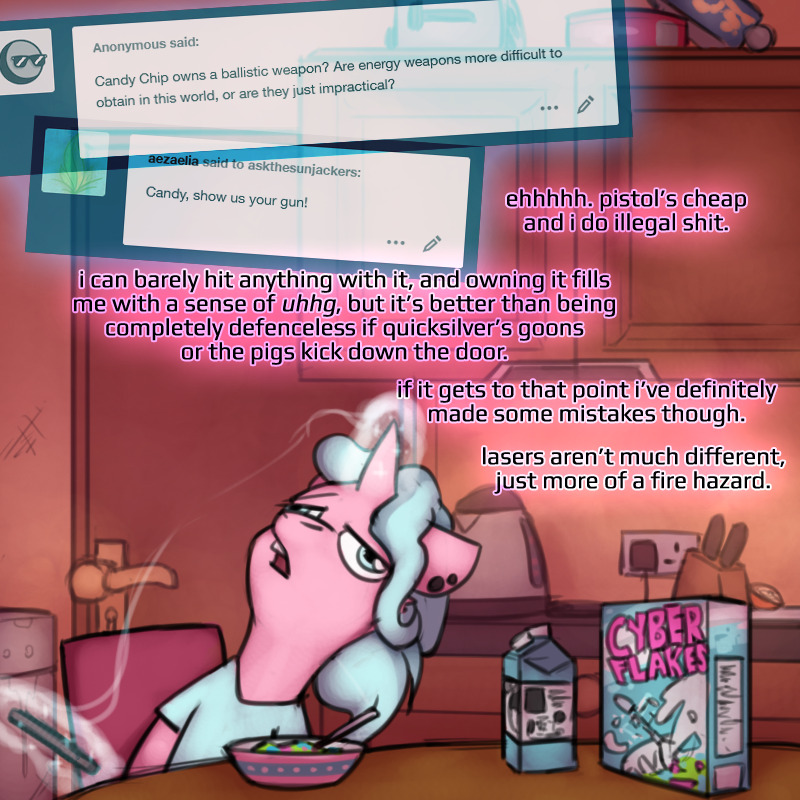 Anonymous said:
Candy Chip owns a ballistic weapon? Are energy weapons more difficult to
obtain in this world, or are they just impractical?
aezaelia said to askthesunjackers:
Candy, show us your gun!
ehhhhh. pistol's cheap
and i do illegal shit.
i can barely hit anything with it, and owning it fills
me with a sense of uhhg, but it's better than being
completely defenceless if quicksilver's goons
or the pigs kick down the door.
if it gets to that point i've definitely
made some mistakes though.
lasers aren't much different,
just more of a fire hazard.
CYBER
FLAKES